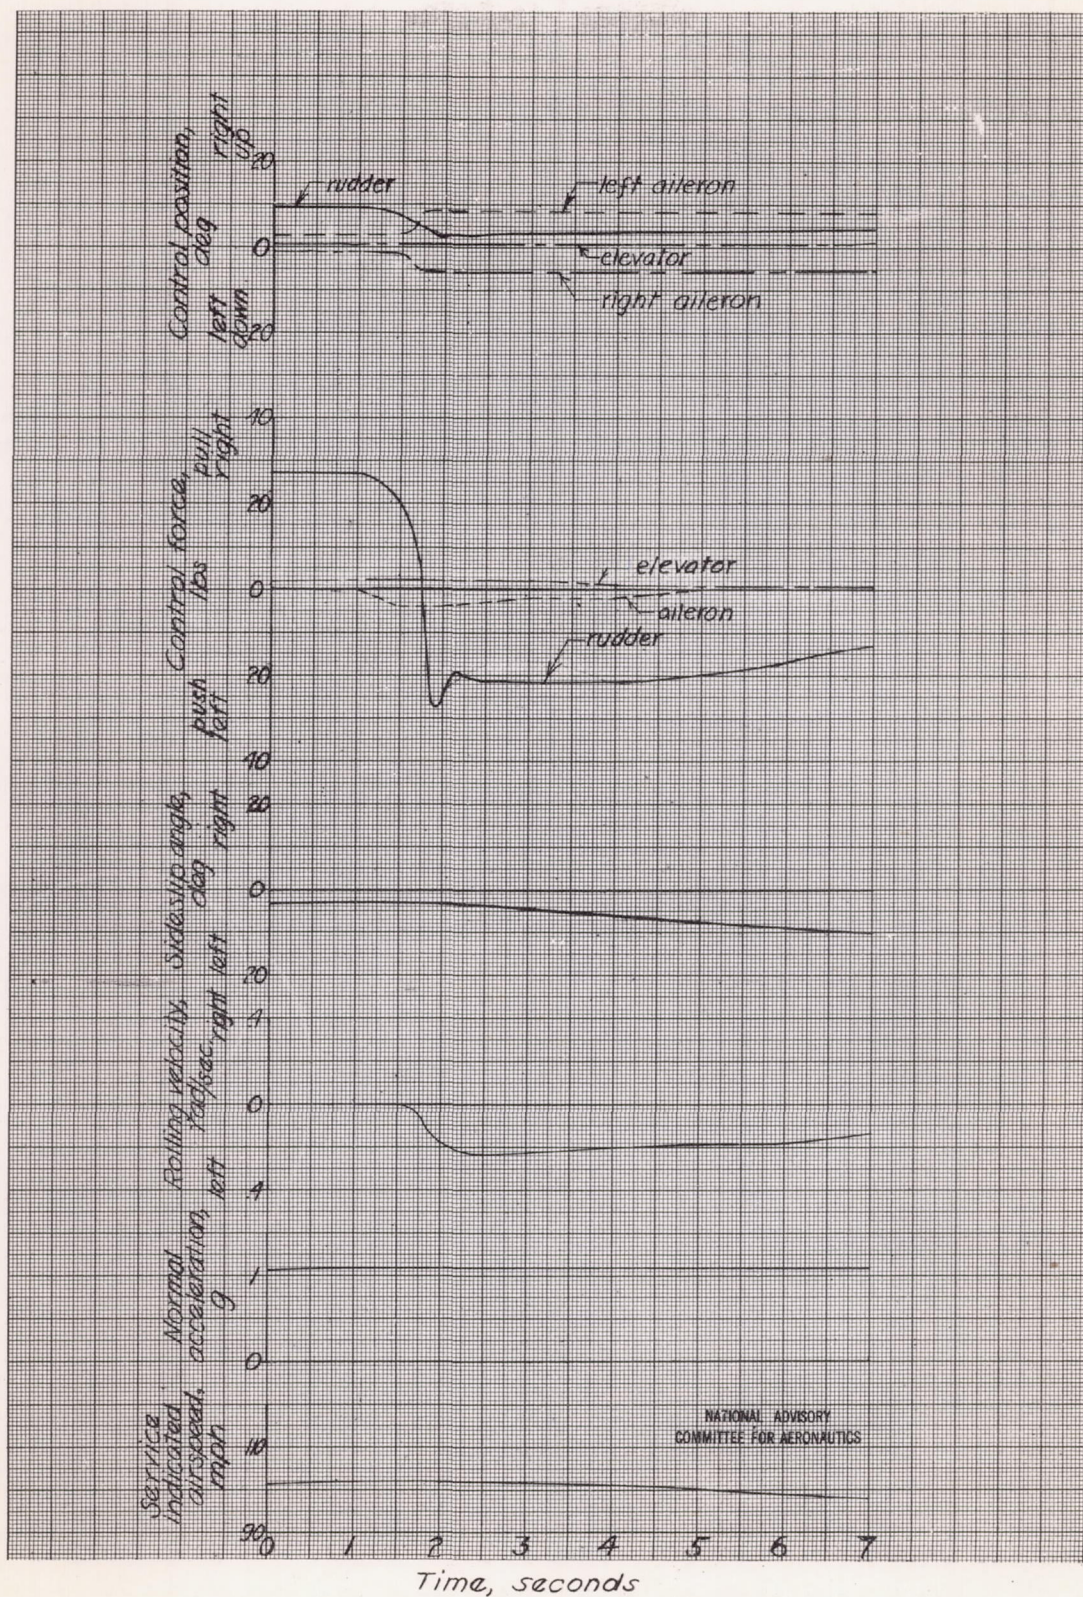 Control position,
deg
right
up
left
down
20
0
20
rudder
left aileron
elevator
right aileron
Control force,
lbs
pull
right
push
left
40
20
0
20
40
elevator
aileron
rudder
Sideslip angle,
deg
right
left
20
0
20
Rolling velocity,
rad/sec.
right
left
.4
0
.4
Normal
acceleration,
g
1
0
Service
indicated
airspeed,
mph
110
90
NATIONAL ADVISORY
COMMITTEE FOR AERONAUTICS
0 1 2 3 4 5 6 7
Time, seconds